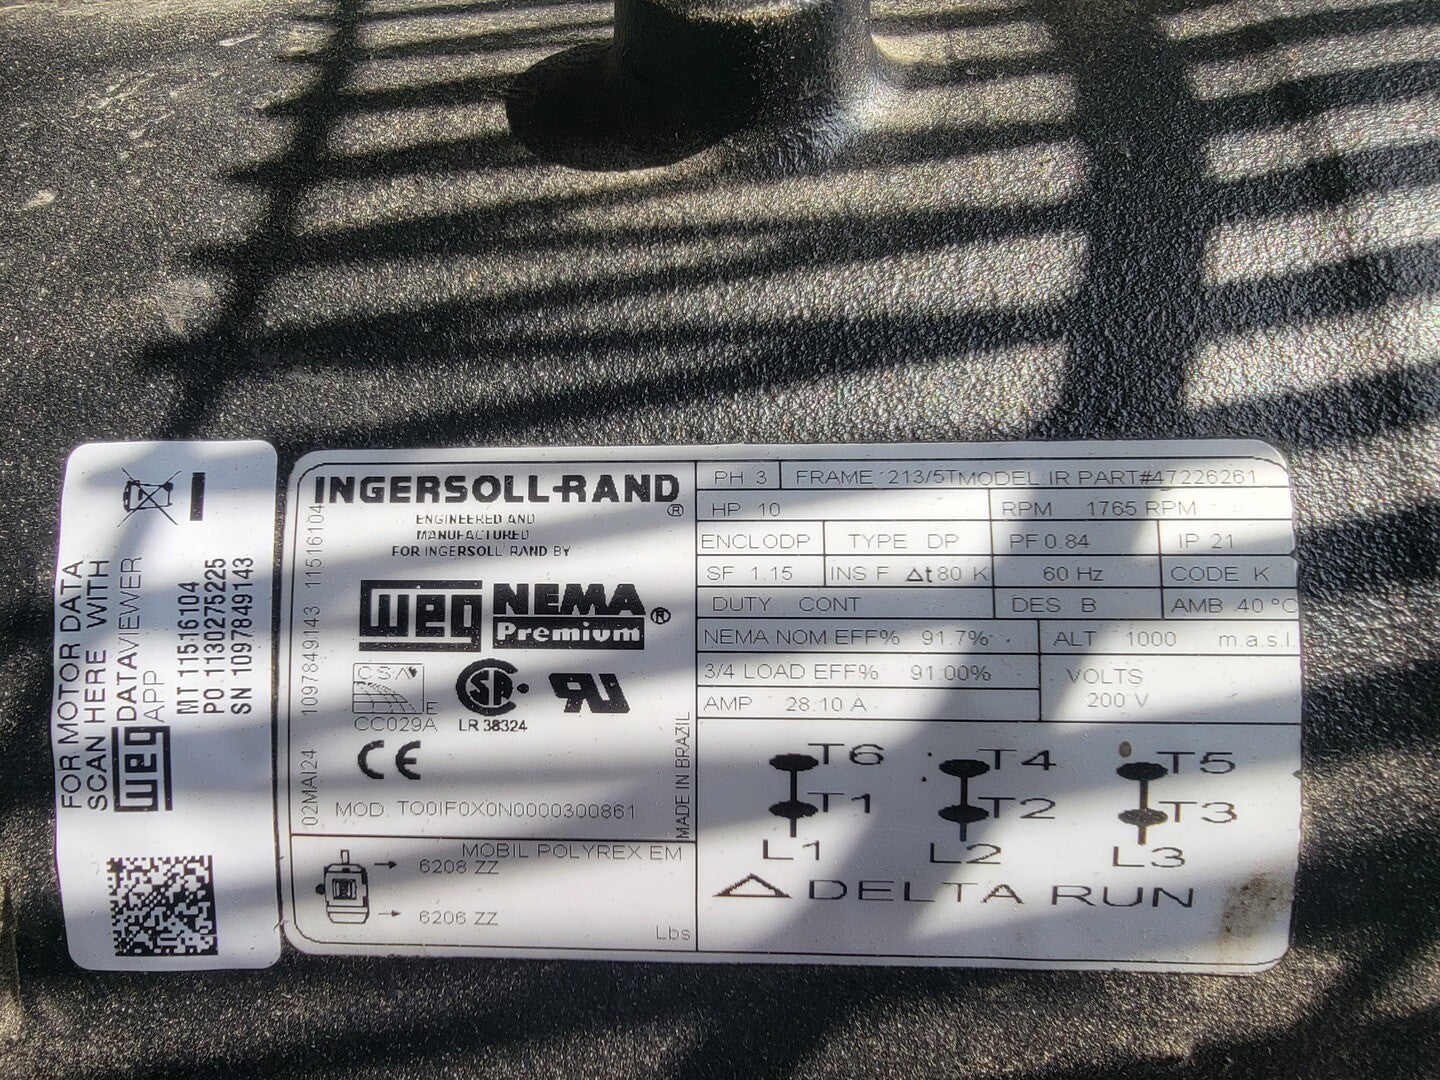 FOR MOTOR DATA
SCAN HERE WITH
WEG DATAVIEWER
APP
MLT 11516104
PO 1130275225
SN 1097849143
02MAI24 1097849143 11516104
INGERSOLL-RAND ®
ENGINEERED AND
MANUFACTURED
FOR INGERSOLL RAND BY
WEG NEMA Premium ®
CSA E
CC029A
SA LR 38324
RU
CE
MOD. TO0IF0X0N0000300861
MADE IN BRAZIL
MOBIL POLYREX EM
6208 ZZ
6206 ZZ
Lbs
PH 3 FRAME 213/5T MODEL:IR PART#47226261
HP 10 RPM 1765 RPM
ENCL ODP TYPE DP PF 0.84 IP 21
SF 1.15 INS F Δt 80 K 60 Hz CODE K
DUTY CONT DES B AMB 40 °C
NEMA NOM EFF% 91.7% ALT 1000 m.a.s.l
3/4 LOAD EFF% 91.00% VOLTS
AMP 28.10 A 200 V
T6 T4 T5
T1 T2 T3
L1 L2 L3
Δ DELTA RUN